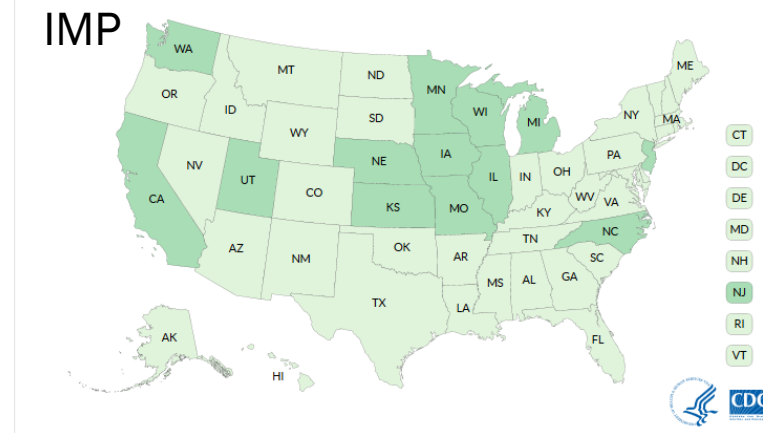 IMP
WA
MT
ND
MN
ME
OR
ID
SD
WI
MI
NY
MA
WY
NE
IA
PA
NV
UT
CO
IL
IN
OH
WV
VA
CA
KS
MO
KY
NC
AZ
NM
OK
AR
TN
SC
MS
AL
GA
TX
LA
FL
AK
HI
CT
DC
DE
MD
NH
NJ
RI
VT
CDC